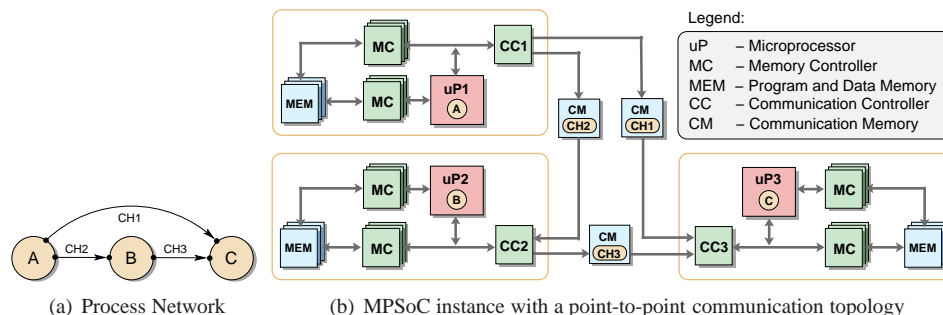 CH1
CH2
CH3
A
B
C
(a) Process Network
MC
CC1
MEM
MC
uP1
A
CM
CH2
CM
CH1
MC
uP2
B
MEM
MC
CC2
CM
CH3
uP3
C
MC
CC3
MC
MEM
Legend:
uP – Microprocessor
MC – Memory Controller
MEM – Program and Data Memory
CC – Communication Controller
CM – Communication Memory
(b) MPSoC instance with a point-to-point communication topology